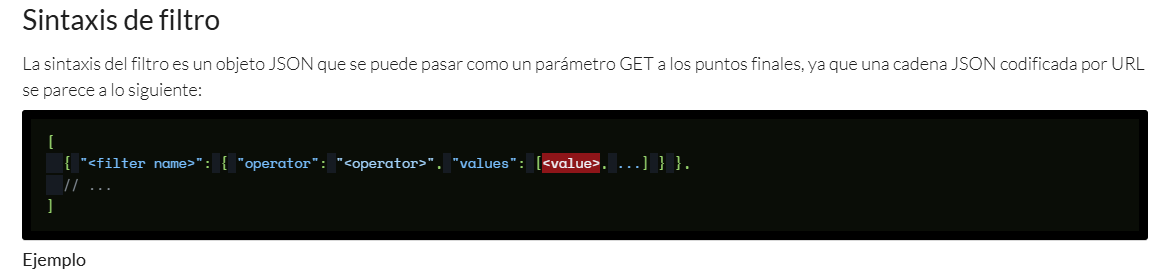 Sintaxis de filtro
La sintaxis del filtro es un objeto JSON que se puede pasar como un parámetro GET a los puntos finales, ya que una cadena JSON codificada por URL
se parece a lo siguiente:
[
  { "<filter name>": { "operator": "<operator>", "values": [<value>, ...] } },
  // ...
]
Ejemplo